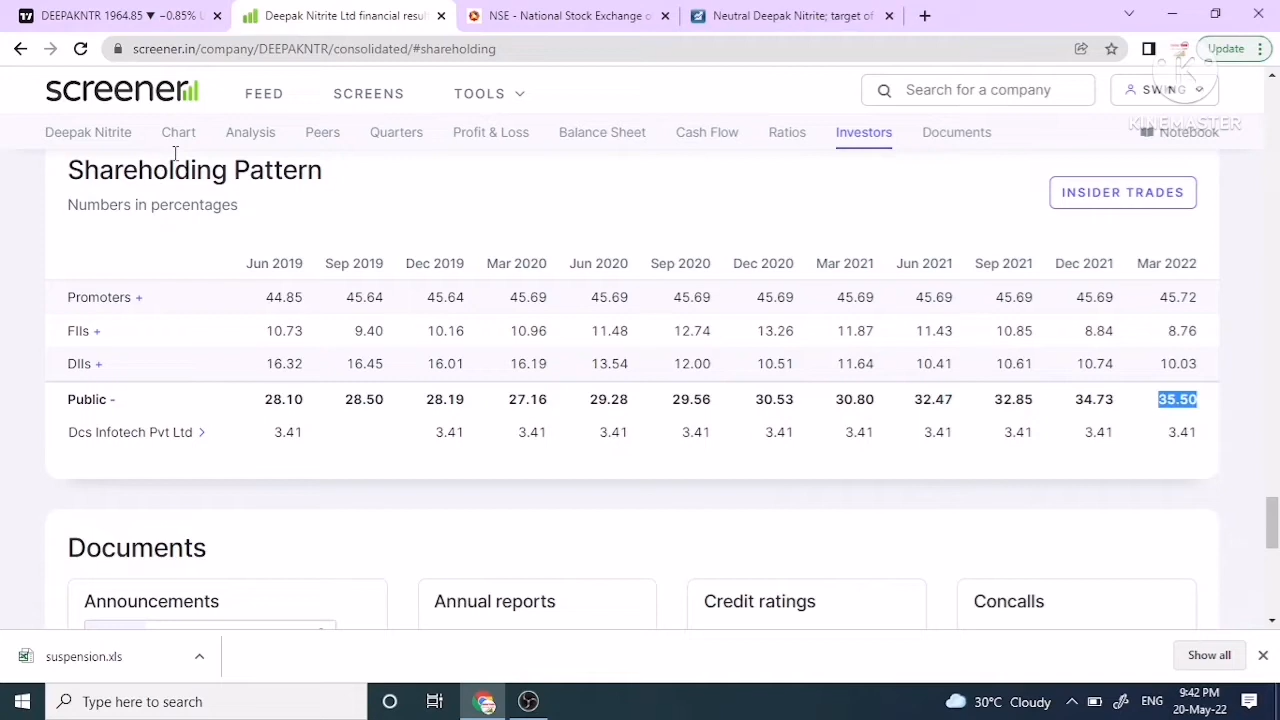 DEEPAKNTR 1964.85 ▼ −0.85% U
Deepak Nitrite Ltd financial resul
NSE - National Stock Exchange o
Neutral Deepak Nitrite; target of
screener.in/company/DEEPAKNTR/consolidated/#shareholding
Update
screener
FEED
SCREENS
TOOLS
Search for a company
SWING
KINEMASTER
Deepak Nitrite Chart Analysis Peers Quarters Profit & Loss Balance Sheet Cash Flow Ratios Investors Documents Notebook
Shareholding Pattern
Numbers in percentages
INSIDER TRADES
Jun 2019 Sep 2019 Dec 2019 Mar 2020 Jun 2020 Sep 2020 Dec 2020 Mar 2021 Jun 2021 Sep 2021 Dec 2021 Mar 2022
Promoters + 44.85 45.64 45.64 45.69 45.69 45.69 45.69 45.69 45.69 45.69 45.69 45.72
FIIs + 10.73 9.40 10.16 10.96 11.48 12.74 13.26 11.87 11.43 10.85 8.84 8.76
DIIs + 16.32 16.45 16.01 16.19 13.54 12.00 10.51 11.64 10.41 10.61 10.74 10.03
Public - 28.10 28.50 28.19 27.16 29.28 29.56 30.53 30.80 32.47 32.85 34.73 35.50
Dcs Infotech Pvt Ltd > 3.41 3.41 3.41 3.41 3.41 3.41 3.41 3.41 3.41 3.41 3.41
Documents
Announcements
Annual reports
Credit ratings
Concalls
suspension.xls
Show all
Type here to search
30°C Cloudy
ENG
9:42 PM
20-May-22